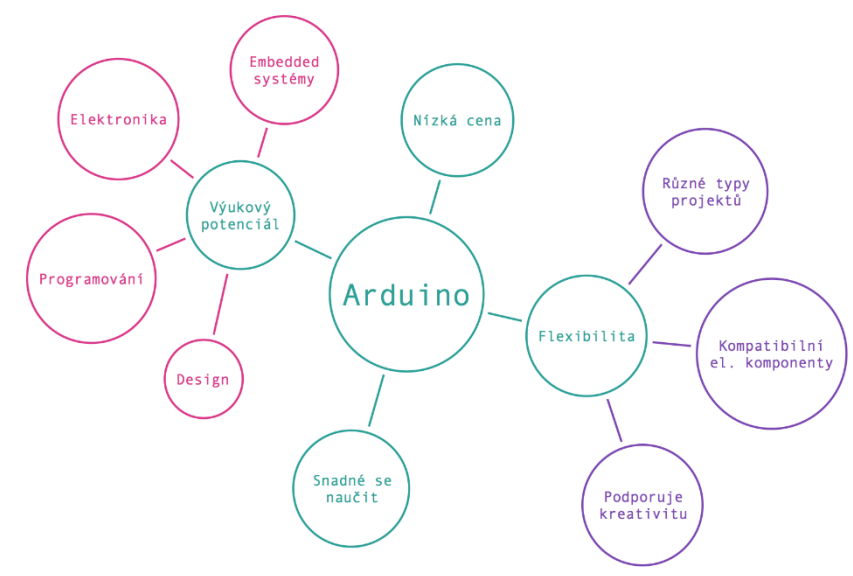 Embedded
systémy
Elektronika
Nízká cena
Různé typy
projektů
Výukový
potenciál
Programování
Arduino
Flexibilita
Kompatibilní
el. komponenty
Design
Snadné se
naučit
Podporuje
kreativitu